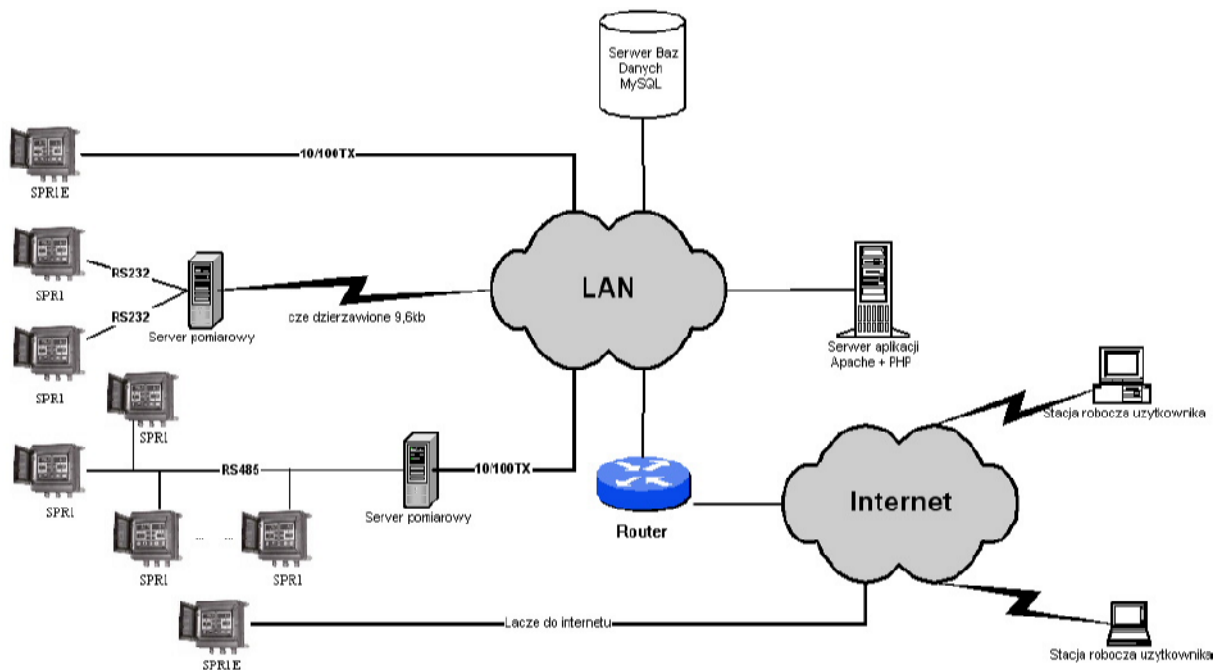 Serwer Baz
Danych
MySQL
10/100TX
SPR1E
RS232
SPR1
LAN
RS232
cze dzierzawione 9,6kb
Server pomiarowy
Serwer aplikacji
Apache + PHP
SPR1
SPR1
Stacja robocza uzytkownika
RS485
10/100TX
SPR1
Server pomiarowy
Internet
Router
... ...
SPR1
SPR1
Lacze do internetu
SPR1E
Stacja robocza uzytkownika